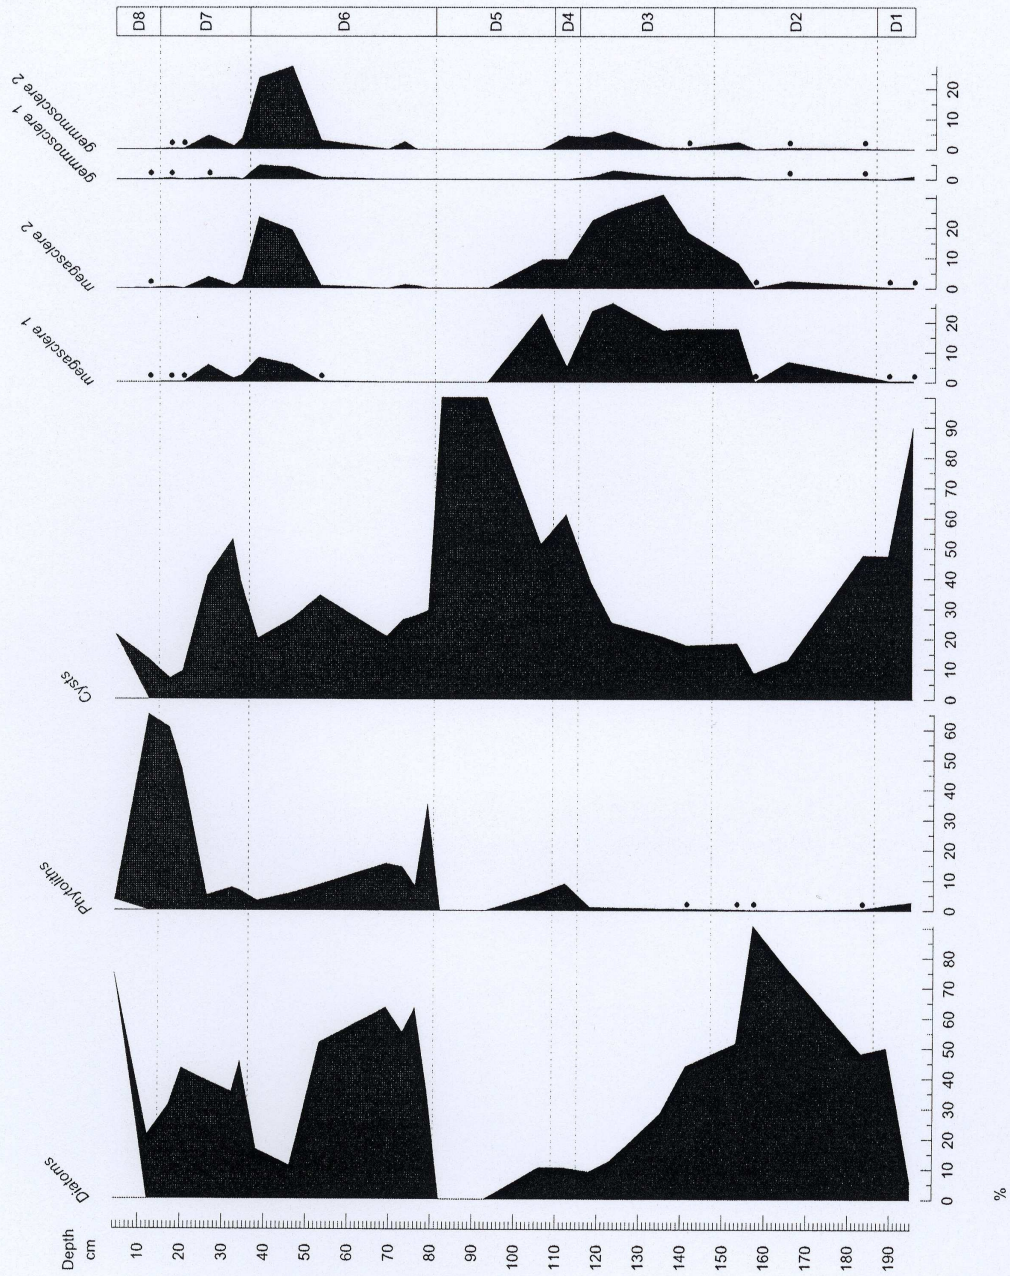 Depth
cm
Diatoms
Phytoliths
Cysts
megasclere 1
megasclere 2
gemmosclere 1
gemmosclere 2
10
20
30
40
50
60
70
80
90
100
110
120
130
140
150
160
170
180
190
D8
D7
D6
D5
D4
D3
D2
D1
0 10 20 30 40 50 60 70 80
0 10 20 30 40 50 60
0 10 20 30 40 50 60 70 80 90
0 10 20
0 10 20
0
0 10 20
%